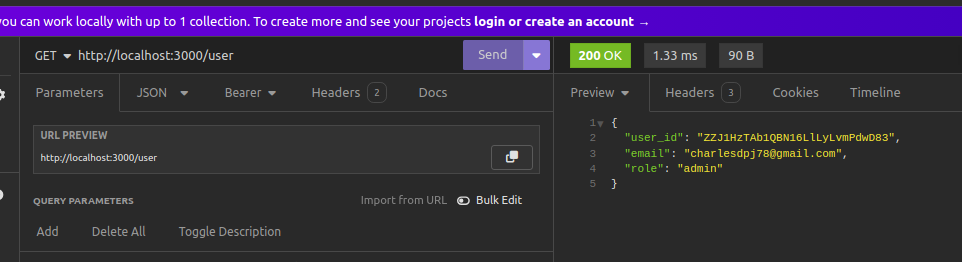 you can work locally with up to 1 collection. To create more and see your projects login or create an account →
GET http://localhost:3000/user Send 200 OK 1.33 ms 90 B
Parameters JSON Bearer Headers 2 Docs Preview Headers 3 Cookies Timeline
URL PREVIEW
http://localhost:3000/user
QUERY PARAMETERS Import from URL Bulk Edit
Add Delete All Toggle Description
1 {
2 "user_id": "ZZJ1HzTAb1QBN16LlLyLvmPdwD83",
3 "email": "charlesdpj78@gmail.com",
4 "role": "admin"
5 }